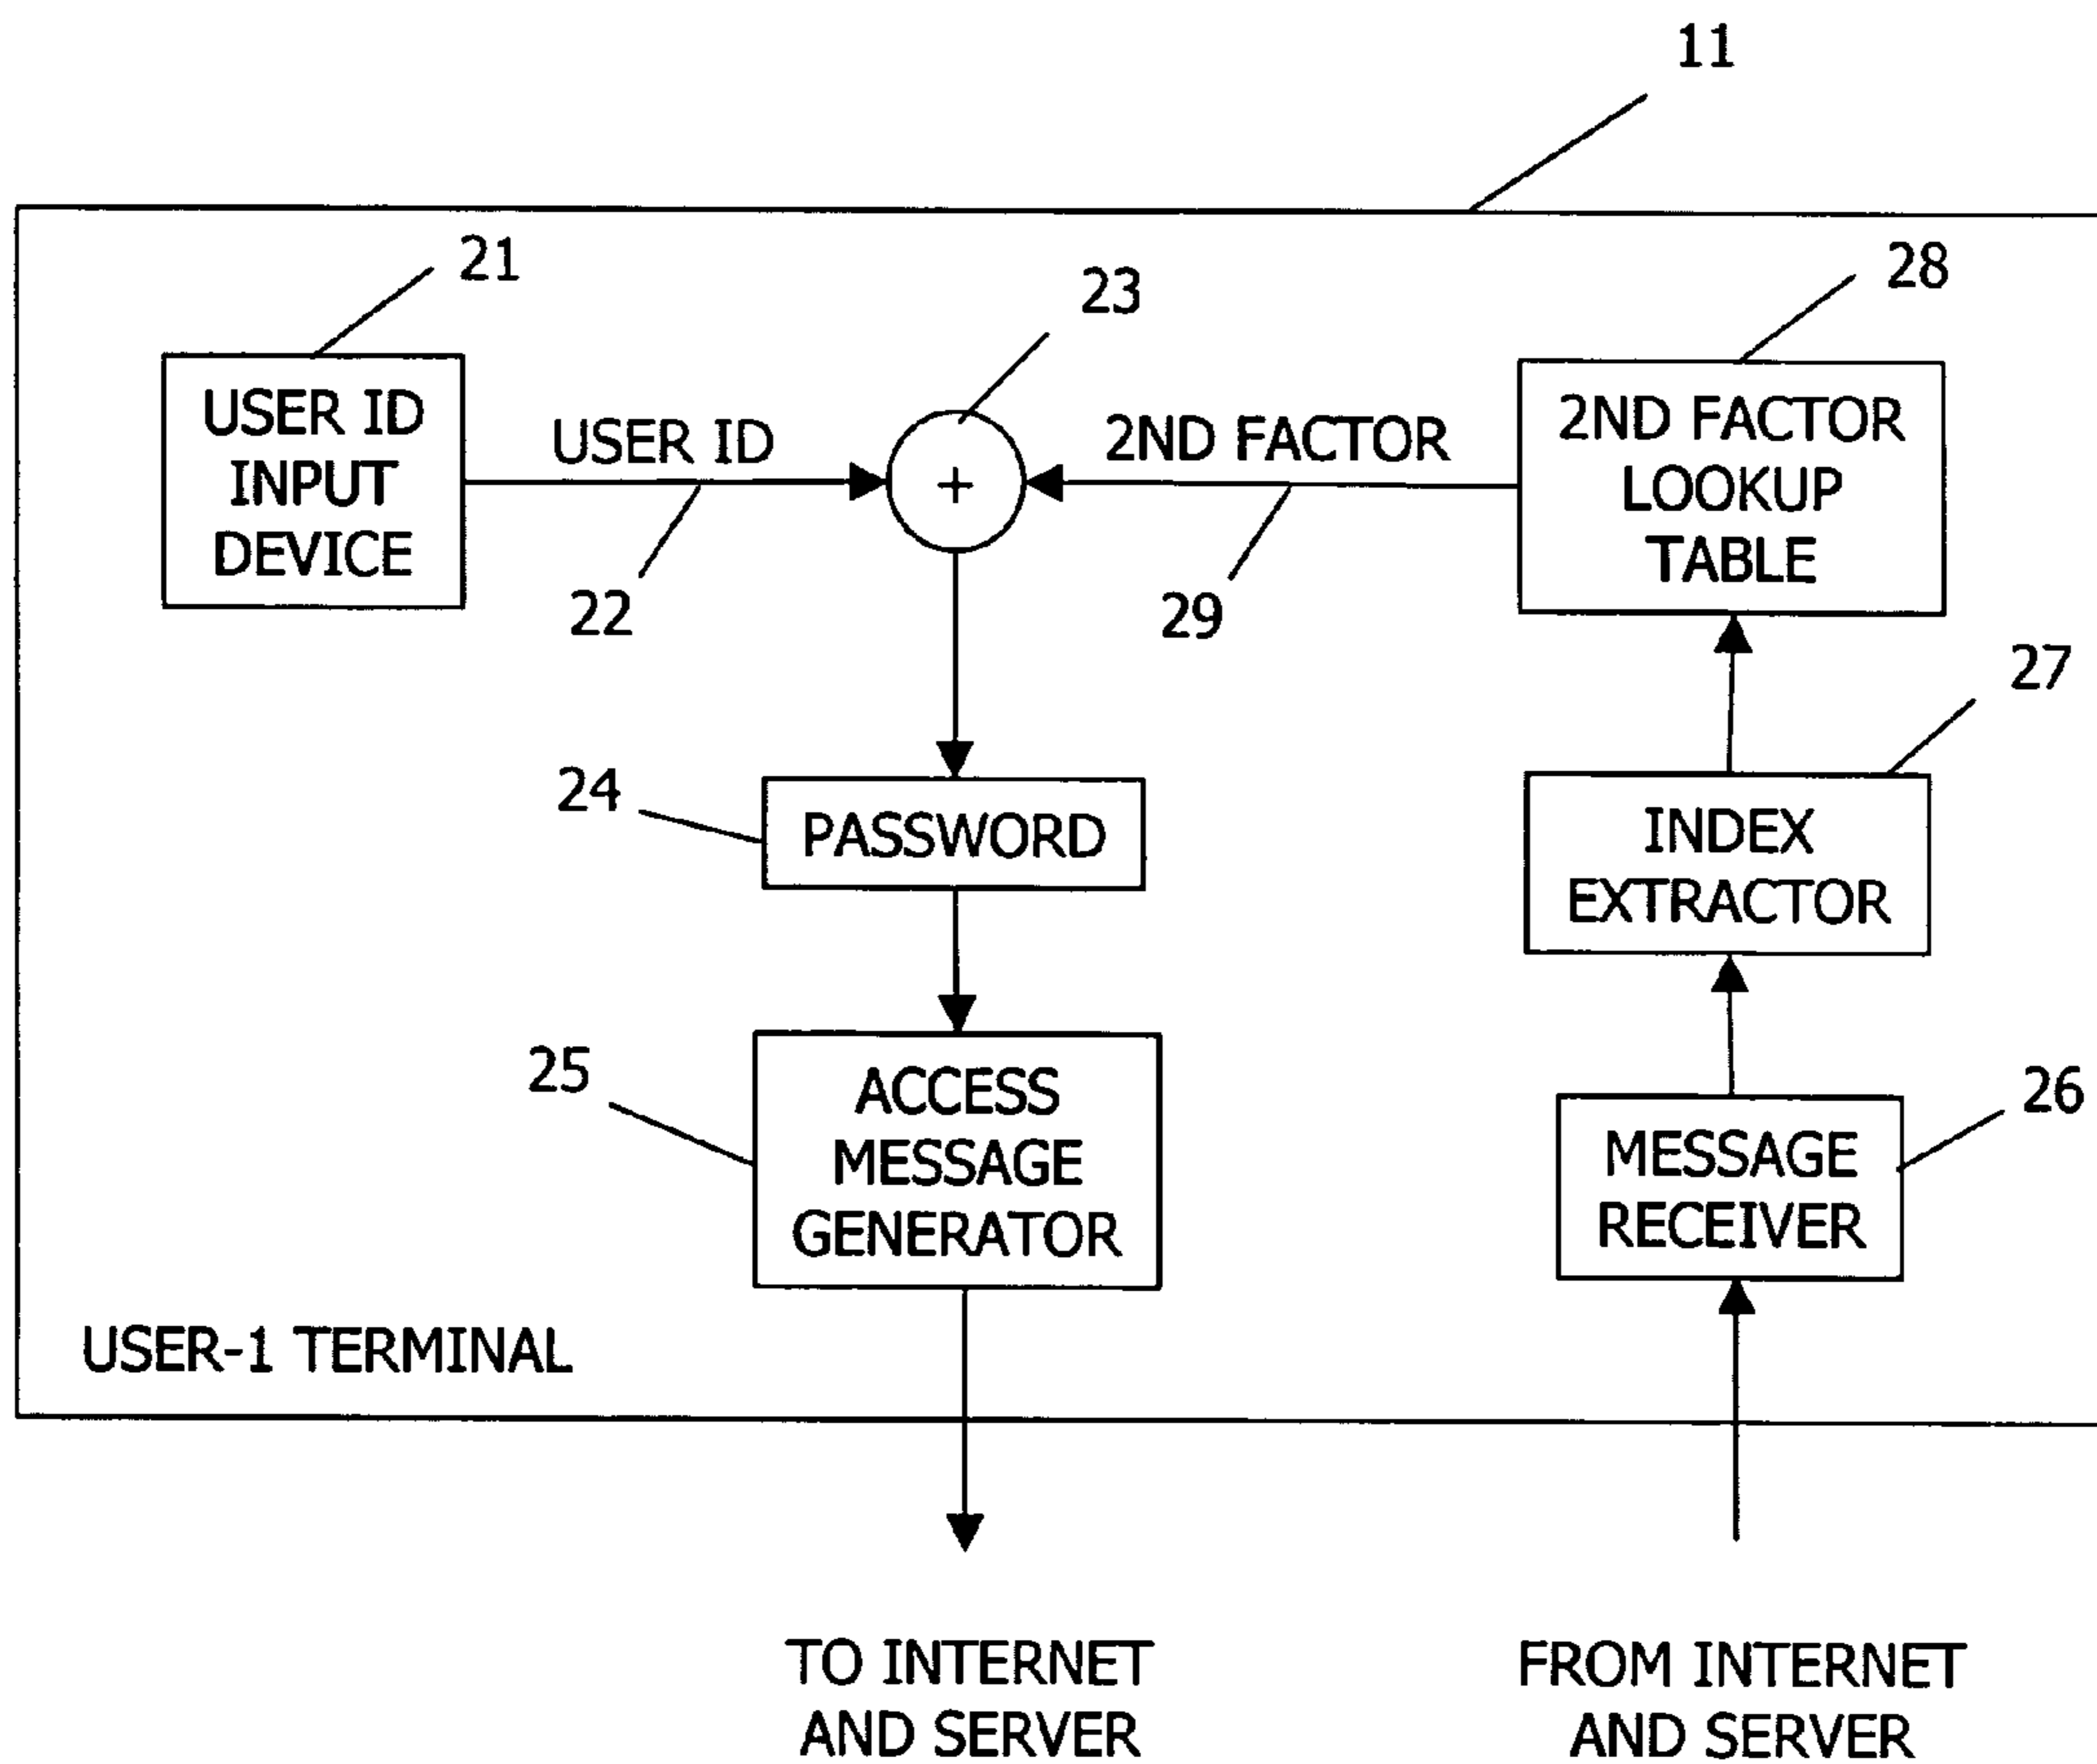 11
21
23
28
USER ID
INPUT
DEVICE
USER ID
22
+
2ND FACTOR
29
2ND FACTOR
LOOKUP
TABLE
27
24
PASSWORD
INDEX
EXTRACTOR
25
ACCESS
MESSAGE
GENERATOR
26
MESSAGE
RECEIVER
USER-1 TERMINAL
TO INTERNET
AND SERVER
FROM INTERNET
AND SERVER